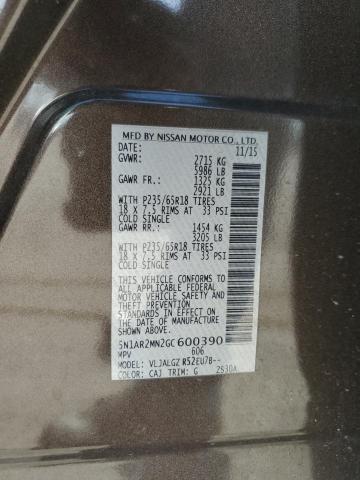 MFD BY NISSAN MOTOR CO., LTD.
DATE: 11/15
GVWR: 2715 KG
5986 LB
GAWR FR.: 1325 KG
2921 LB
WITH P235/65R18 TIRES
18 X 7.5 RIMS AT 33 PSI
COLD SINGLE
GAWR RR.: 1454 KG
3205 LB
WITH P235/65R18 TIRES
18 X 7.5 RIMS AT 33 PSI
COLD SINGLE
THIS VEHICLE CONFORMS TO ALL
APPLICABLE FEDERAL MOTOR
VEHICLE SAFETY, BUMPER, AND
THEFT PREVENTION
STANDARDS IN EFFECT ON THE
DATE OF MANUFACTURE
SHOWN ABOVE
5N1AR2MN2GC600390
MPV 606
MODEL: VLJALGZ R52EU7B--
COLOR: CAJ TRIM: G 2S30A